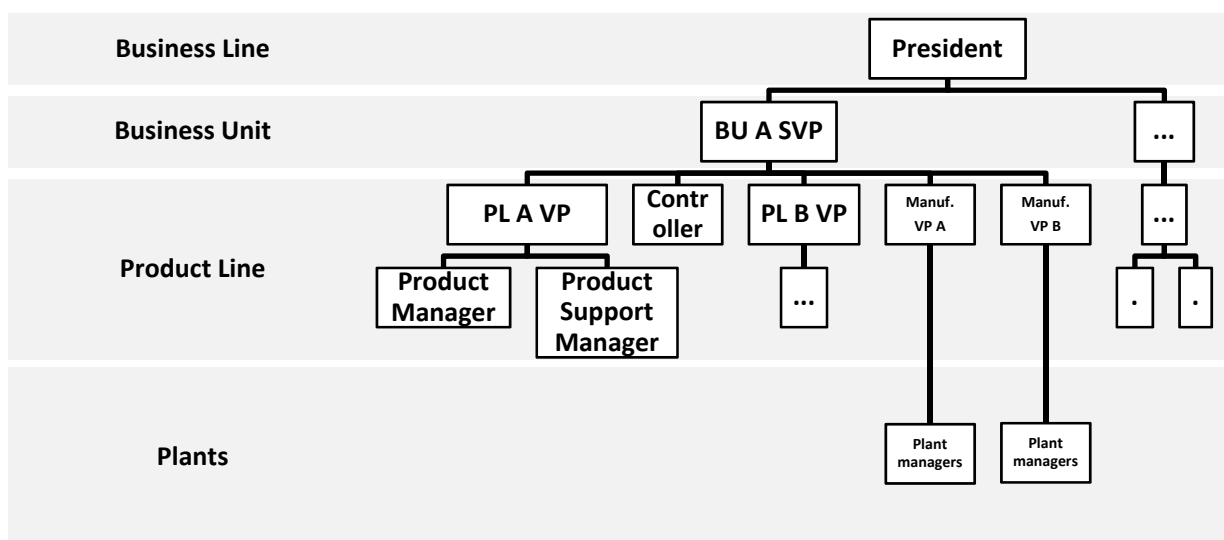 Business Line
President
Business Unit
BU A SVP
...
Product Line
PL A VP
Contr
oller
PL B VP
Manuf.
VP A
Manuf.
VP B
...
Product
Manager
Product
Support
Manager
...
.
.
Plants
Plant
managers
Plant
managers